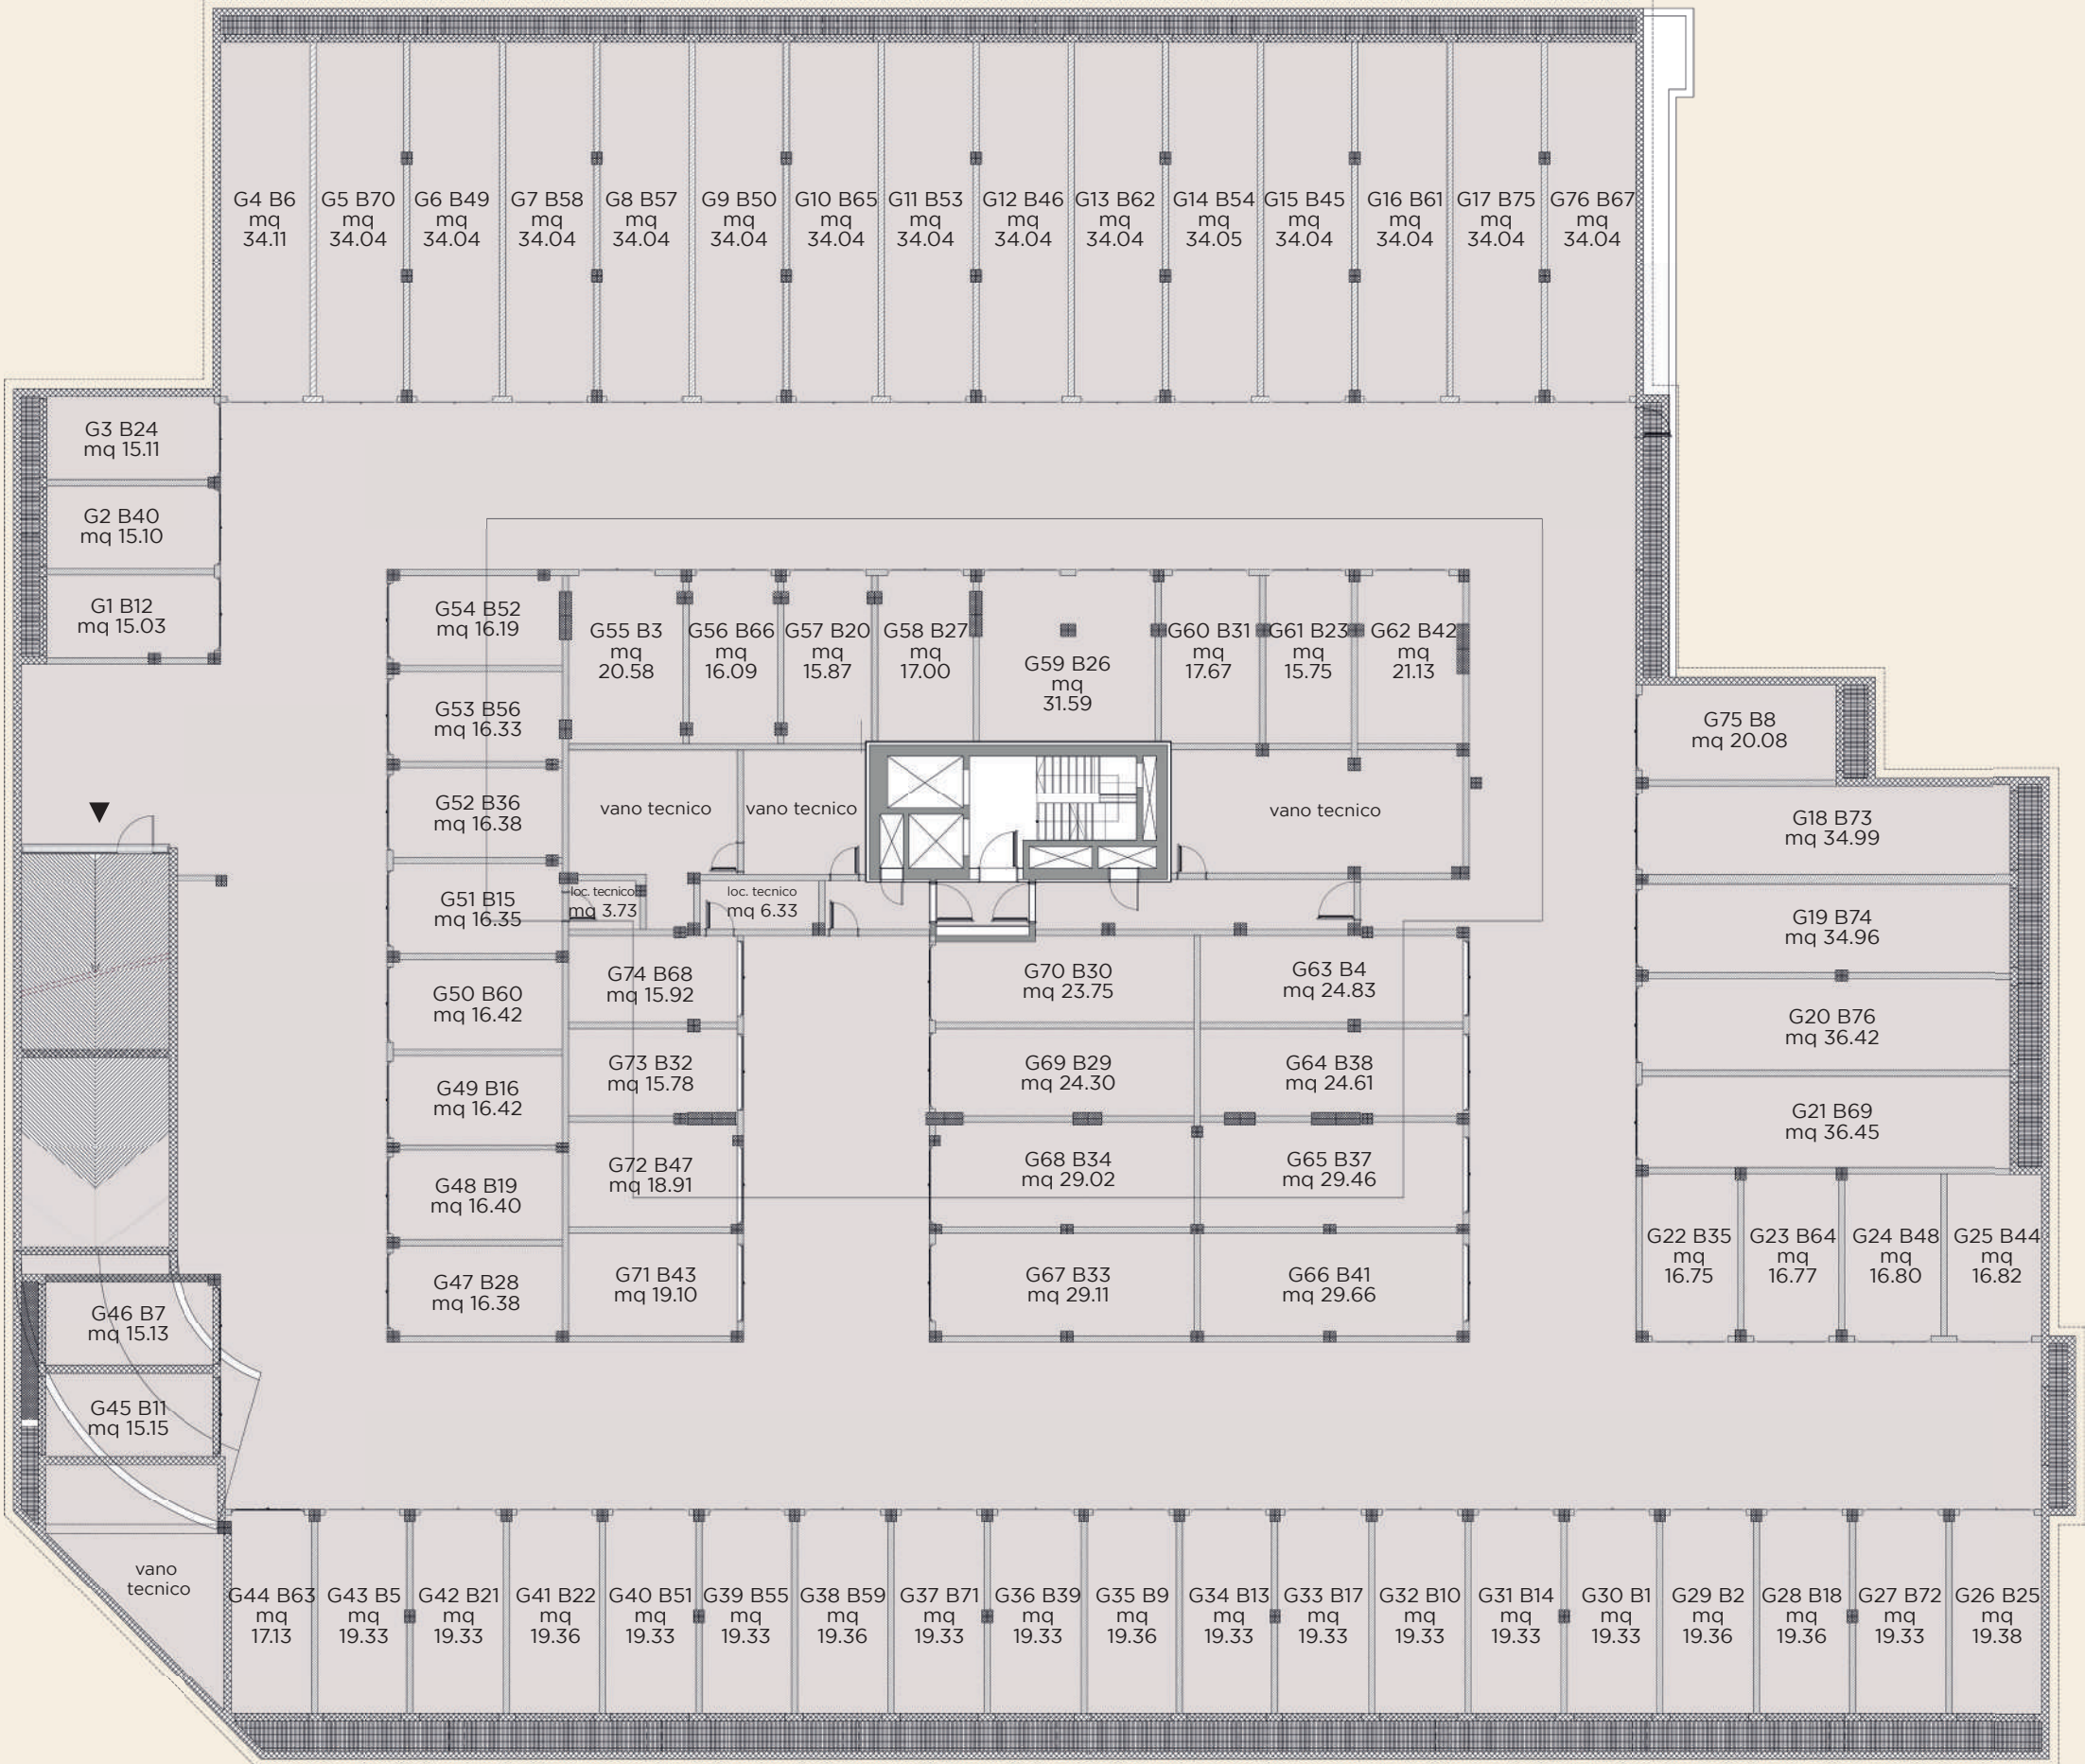 G4 B6
mq
34.11
G5 B70
mq
34.04
G6 B49
mq
34.04
G7 B58
mq
34.04
G8 B57
mq
34.04
G9 B50
mq
34.04
G10 B65
mq
34.04
G11 B53
mq
34.04
G12 B46
mq
34.04
G13 B62
mq
34.04
G14 B54
mq
34.05
G15 B45
mq
34.04
G16 B61
mq
34.04
G17 B75
mq
34.04
G76 B67
mq
34.04
G3 B24
mq 15.11
G2 B40
mq 15.10
G1 B12
mq 15.03
G54 B52
mq 16.19
G53 B56
mq 16.33
G52 B36
mq 16.38
G51 B15
mq 16.35
G50 B60
mq 16.42
G49 B16
mq 16.42
G48 B19
mq 16.40
G47 B28
mq 16.38
G55 B3
mq
20.58
G56 B66
mq
16.09
G57 B20
mq
15.87
G58 B27
mq
17.00
G59 B26
mq
31.59
G60 B31
mq
17.67
G61 B23
mq
15.75
G62 B42
mq
21.13
vano tecnico
vano tecnico
vano tecnico
loc. tecnico
mq 3.73
loc. tecnico
mq 6.33
G74 B68
mq 15.92
G73 B32
mq 15.78
G72 B47
mq 18.91
G71 B43
mq 19.10
G70 B30
mq 23.75
G63 B4
mq 24.83
G69 B29
mq 24.30
G64 B38
mq 24.61
G68 B34
mq 29.02
G65 B37
mq 29.46
G67 B33
mq 29.11
G66 B41
mq 29.66
G75 B8
mq 20.08
G18 B73
mq 34.99
G19 B74
mq 34.96
G20 B76
mq 36.42
G21 B69
mq 36.45
G22 B35
mq
16.75
G23 B64
mq
16.77
G24 B48
mq
16.80
G25 B44
mq
16.82
G46 B7
mq 15.13
G45 B11
mq 15.15
vano
tecnico
G44 B63
mq
17.13
G43 B5
mq
19.33
G42 B21
mq
19.33
G41 B22
mq
19.36
G40 B51
mq
19.33
G39 B55
mq
19.33
G38 B59
mq
19.36
G37 B71
mq
19.33
G36 B39
mq
19.33
G35 B9
mq
19.36
G34 B13
mq
19.33
G33 B17
mq
19.33
G32 B10
mq
19.33
G31 B14
mq
19.33
G30 B1
mq
19.33
G29 B2
mq
19.36
G28 B18
mq
19.36
G27 B72
mq
19.33
G26 B25
mq
19.38